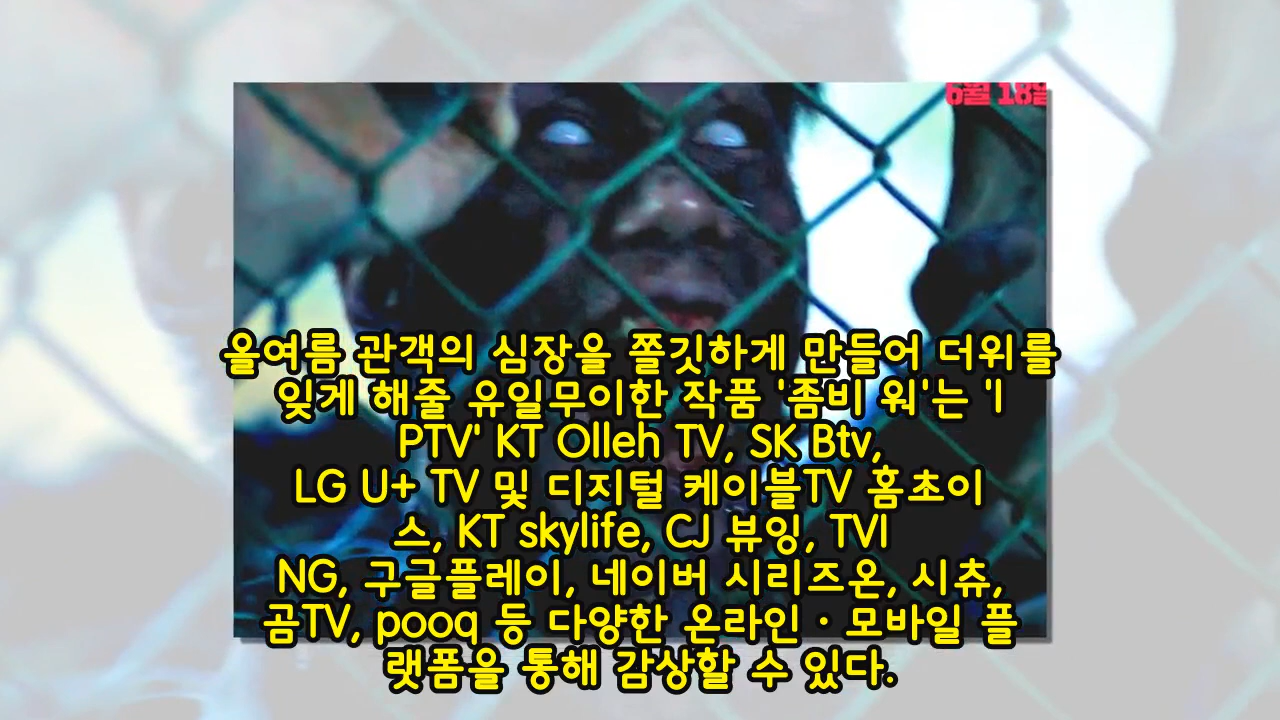 6월 18일
올여름 관객의 심장을 쫄깃하게 만들어 더위를
잊게 해줄 유일무이한 작품 '좀비 워'는 'I
PTV' KT Olleh TV, SK Btv,
LG U+ TV 및 디지털 케이블TV 홈초이
스, KT skylife, CJ 뷰잉, TVI
NG, 구글플레이, 네이버 시리즈온, 시츄,
곰TV, pooq 등 다양한 온라인·모바일 플
랫폼을 통해 감상할 수 있다.